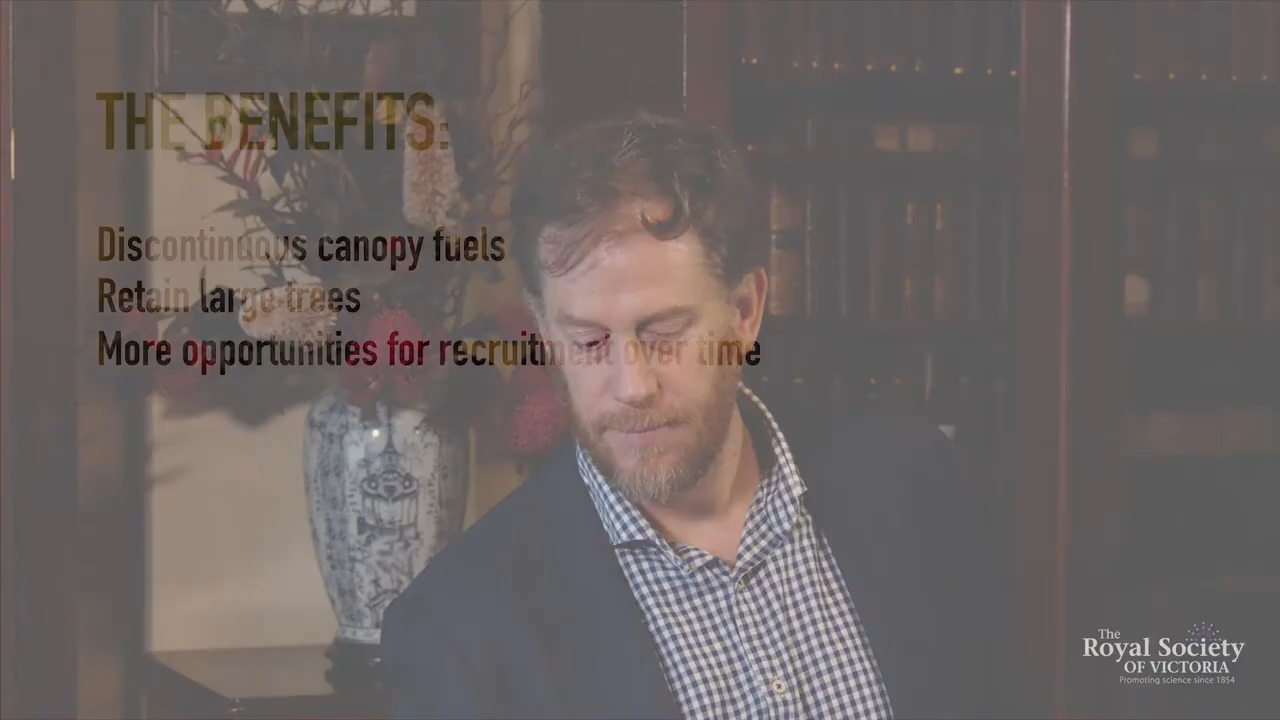 THE BENEFITS:
Discontinuous canopy fuels
Retain large trees
More opportunities for recruitment over time
The
Royal Society
OF VICTORIA
Promoting science since 1854